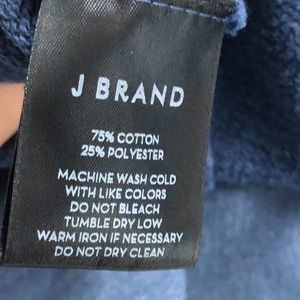 J BRAND
75% COTTON
25% POLYESTER
MACHINE WASH COLD
WITH LIKE COLORS
DO NOT BLEACH
TUMBLE DRY LOW
WARM IRON IF NECESSARY
DO NOT DRY CLEAN